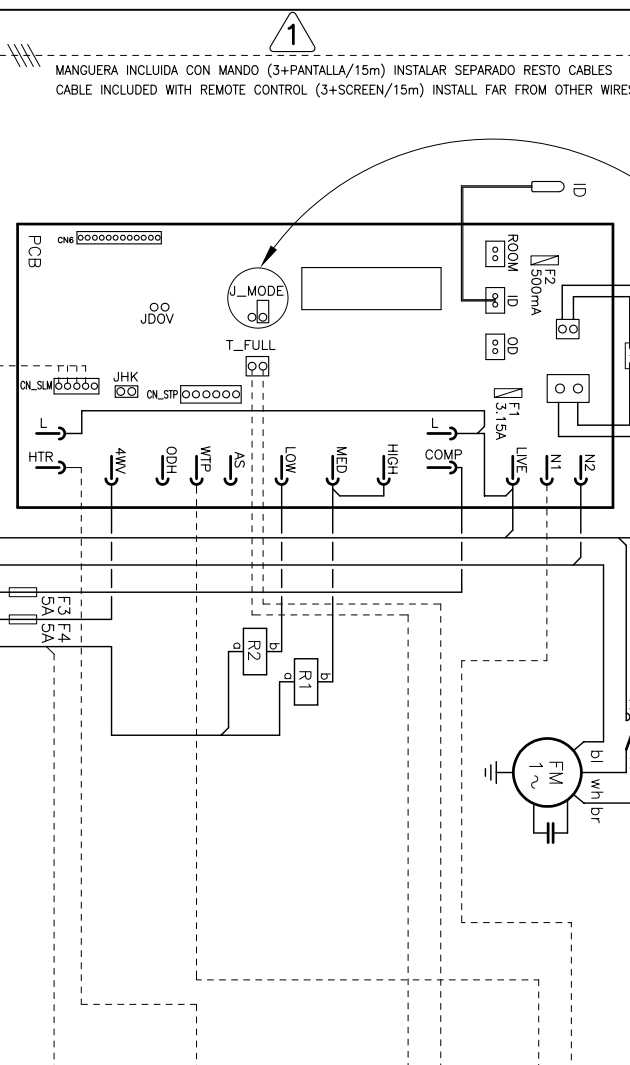 1
MANGUERA INCLUIDA CON MANDO (3+PANTALLA/15m) INSTALAR SEPARADO RESTO CABLES
CABLE INCLUDED WITH REMOTE CONTROL (3+SCREEN/15m) INSTALL FAR FROM OTHER WIRES
ID
PCB
CN6
ROOM
F2
500mA
J_MODE
ID
JDOV
T_FULL
OD
CN_SLM
JHK
CN_STP
F1
3.15A
L
L
HTR
4WV
ODH
WTP
AS
LOW
MED
HIGH
COMP
LIVE
N1
N2
F3
5A
F4
5A
a
R2
b
a
R1
b
FM
1~
bl
wh
br